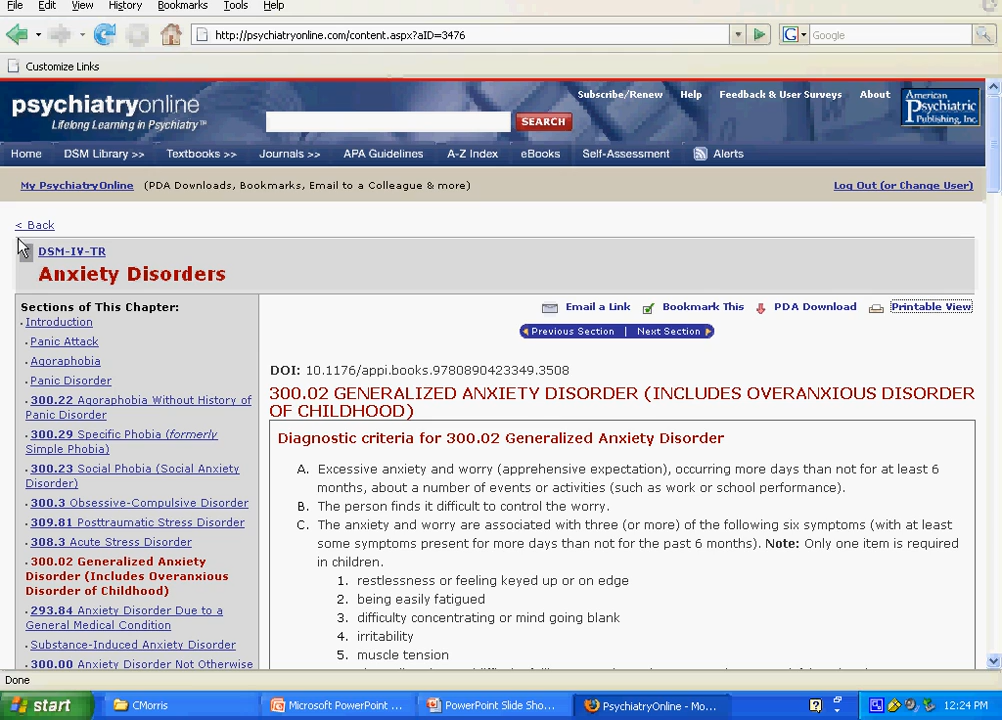 File Edit View History Bookmarks Tools Help
http://psychiatryonline.com/content.aspx?aID=3476
G Google
Customize Links
psychiatryonline
Lifelong Learning in Psychiatry™
Subscribe/Renew Help Feedback & User Surveys About
American Psychiatric Publishing, Inc.
SEARCH
Home DSM Library >> Textbooks >> Journals >> APA Guidelines A-Z Index eBooks Self-Assessment Alerts
My PsychiatryOnline (PDA Downloads, Bookmarks, Email to a Colleague & more) Log Out (or Change User)
< Back
DSM-IV-TR
Anxiety Disorders
Sections of This Chapter:
Introduction
Panic Attack
Agoraphobia
Panic Disorder
300.22 Agoraphobia Without History of
Panic Disorder
300.29 Specific Phobia (formerly
Simple Phobia)
300.23 Social Phobia (Social Anxiety
Disorder)
300.3 Obsessive-Compulsive Disorder
309.81 Posttraumatic Stress Disorder
308.3 Acute Stress Disorder
300.02 Generalized Anxiety
Disorder (Includes Overanxious
Disorder of Childhood)
293.84 Anxiety Disorder Due to a
General Medical Condition
Substance-Induced Anxiety Disorder
300.00 Anxiety Disorder Not Otherwise
Email a Link Bookmark This PDA Download Printable View
Previous Section | Next Section
DOI: 10.1176/appi.books.9780890423349.3508
300.02 GENERALIZED ANXIETY DISORDER (INCLUDES OVERANXIOUS DISORDER
OF CHILDHOOD)
Diagnostic criteria for 300.02 Generalized Anxiety Disorder
A. Excessive anxiety and worry (apprehensive expectation), occurring more days than not for at least 6
months, about a number of events or activities (such as work or school performance).
B. The person finds it difficult to control the worry.
C. The anxiety and worry are associated with three (or more) of the following six symptoms (with at least
some symptoms present for more days than not for the past 6 months). Note: Only one item is required
in children.
1. restlessness or feeling keyed up or on edge
2. being easily fatigued
3. difficulty concentrating or mind going blank
4. irritability
5. muscle tension
Done
start CMorris Microsoft PowerPoint ... PowerPoint Slide Sho... PsychiatryOnline - Mo... 12:24 PM